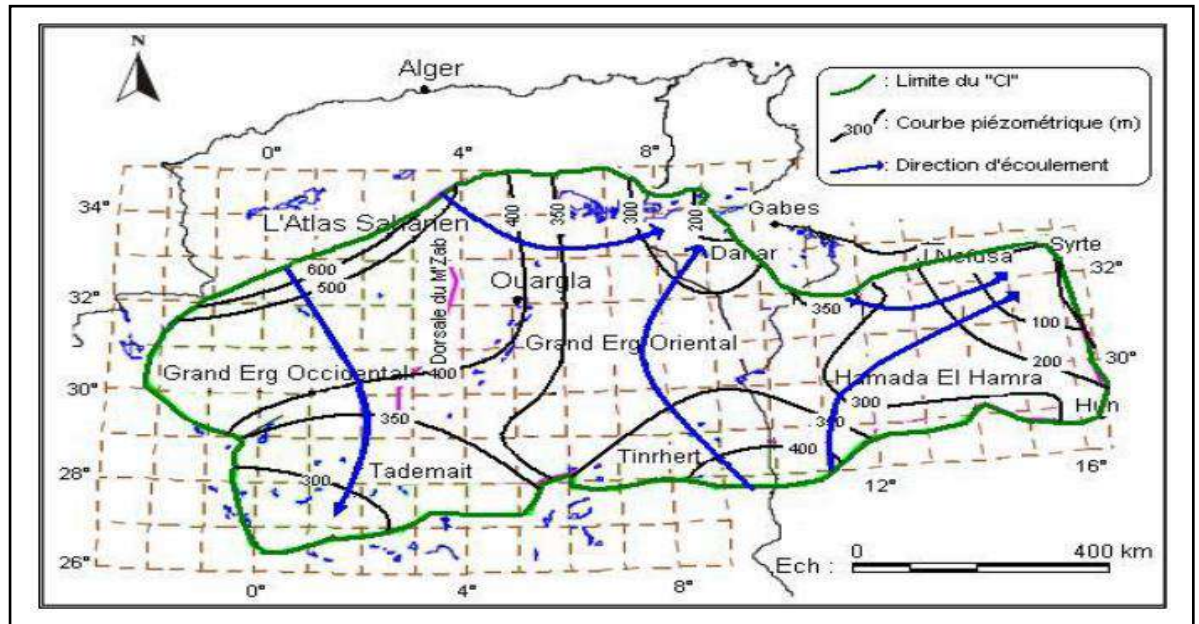 N
Alger
: Limite du "CI"
300 : Courbe piézométrique (m)
: Direction d'écoulement
0° 4° 8°
34°
L'Atlas Saharien
400
350
300
200
Gabes
Danar
J.Nefusa
Syrte
32°
600
500
Dorsale du M'Zab
Ouargla
32°
350
100
Grand Erg Oriental
200
30°
30°
Grand Erg Occidental
400
Hamada El Hamra
300
Hun
350
350
400
28°
300
Tademait
Tinrhert
12°
16°
26°
0° 4° 8°
Ech : 0 400 km